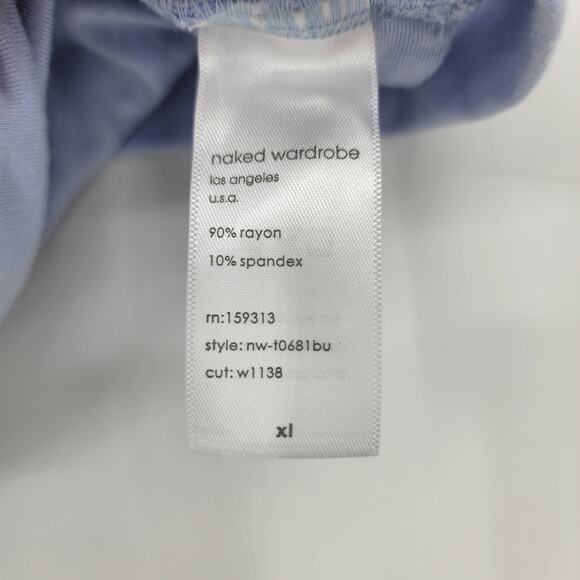 naked wardrobe
los angeles
u.s.a.
90% rayon
10% spandex
rn:159313
style: nw-t0681bu
cut: w1138
xl